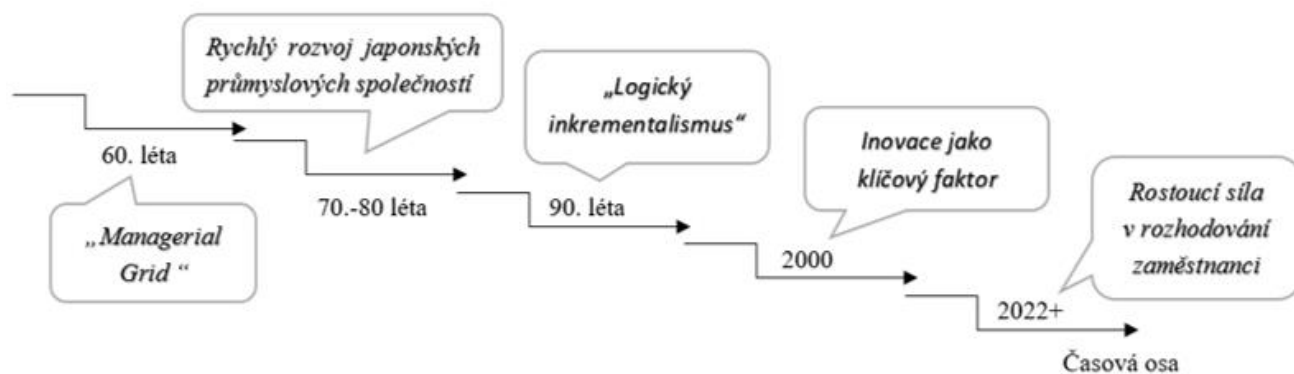 Rychlý rozvoj japonských
průmyslových společností
„Logický
inkrementalismus“
Inovace jako
klíčový faktor
Rostoucí síla
v rozhodování
zaměstnanci
60. léta
70.-80 léta
90. léta
2000
2022+
„Managerial
Grid “
Časová osa